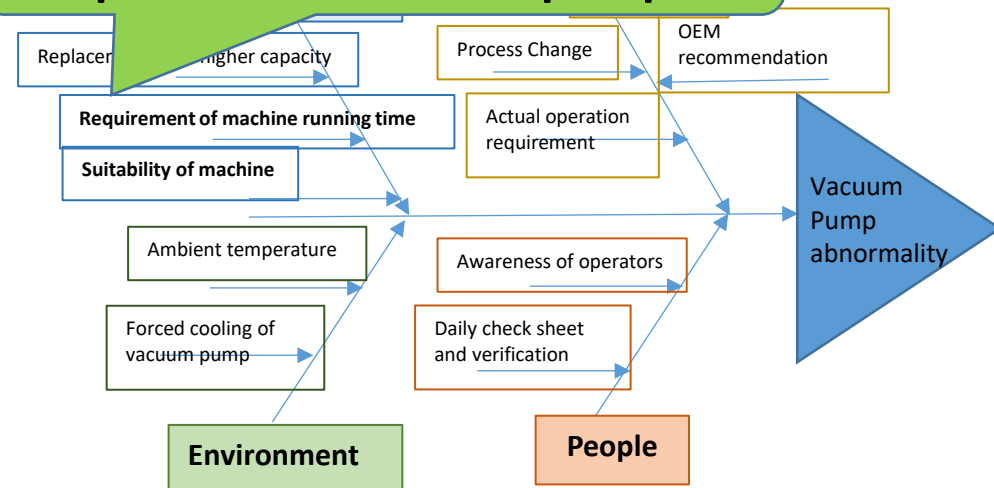 Replacer
higher capacity
Requirement of machine running time
Suitability of machine
Process Change
OEM
recommendation
Actual operation
requirement
Vacuum
Pump
abnormality
Ambient temperature
Forced cooling of
vacuum pump
Awareness of operators
Daily check sheet
and verification
Environment
People